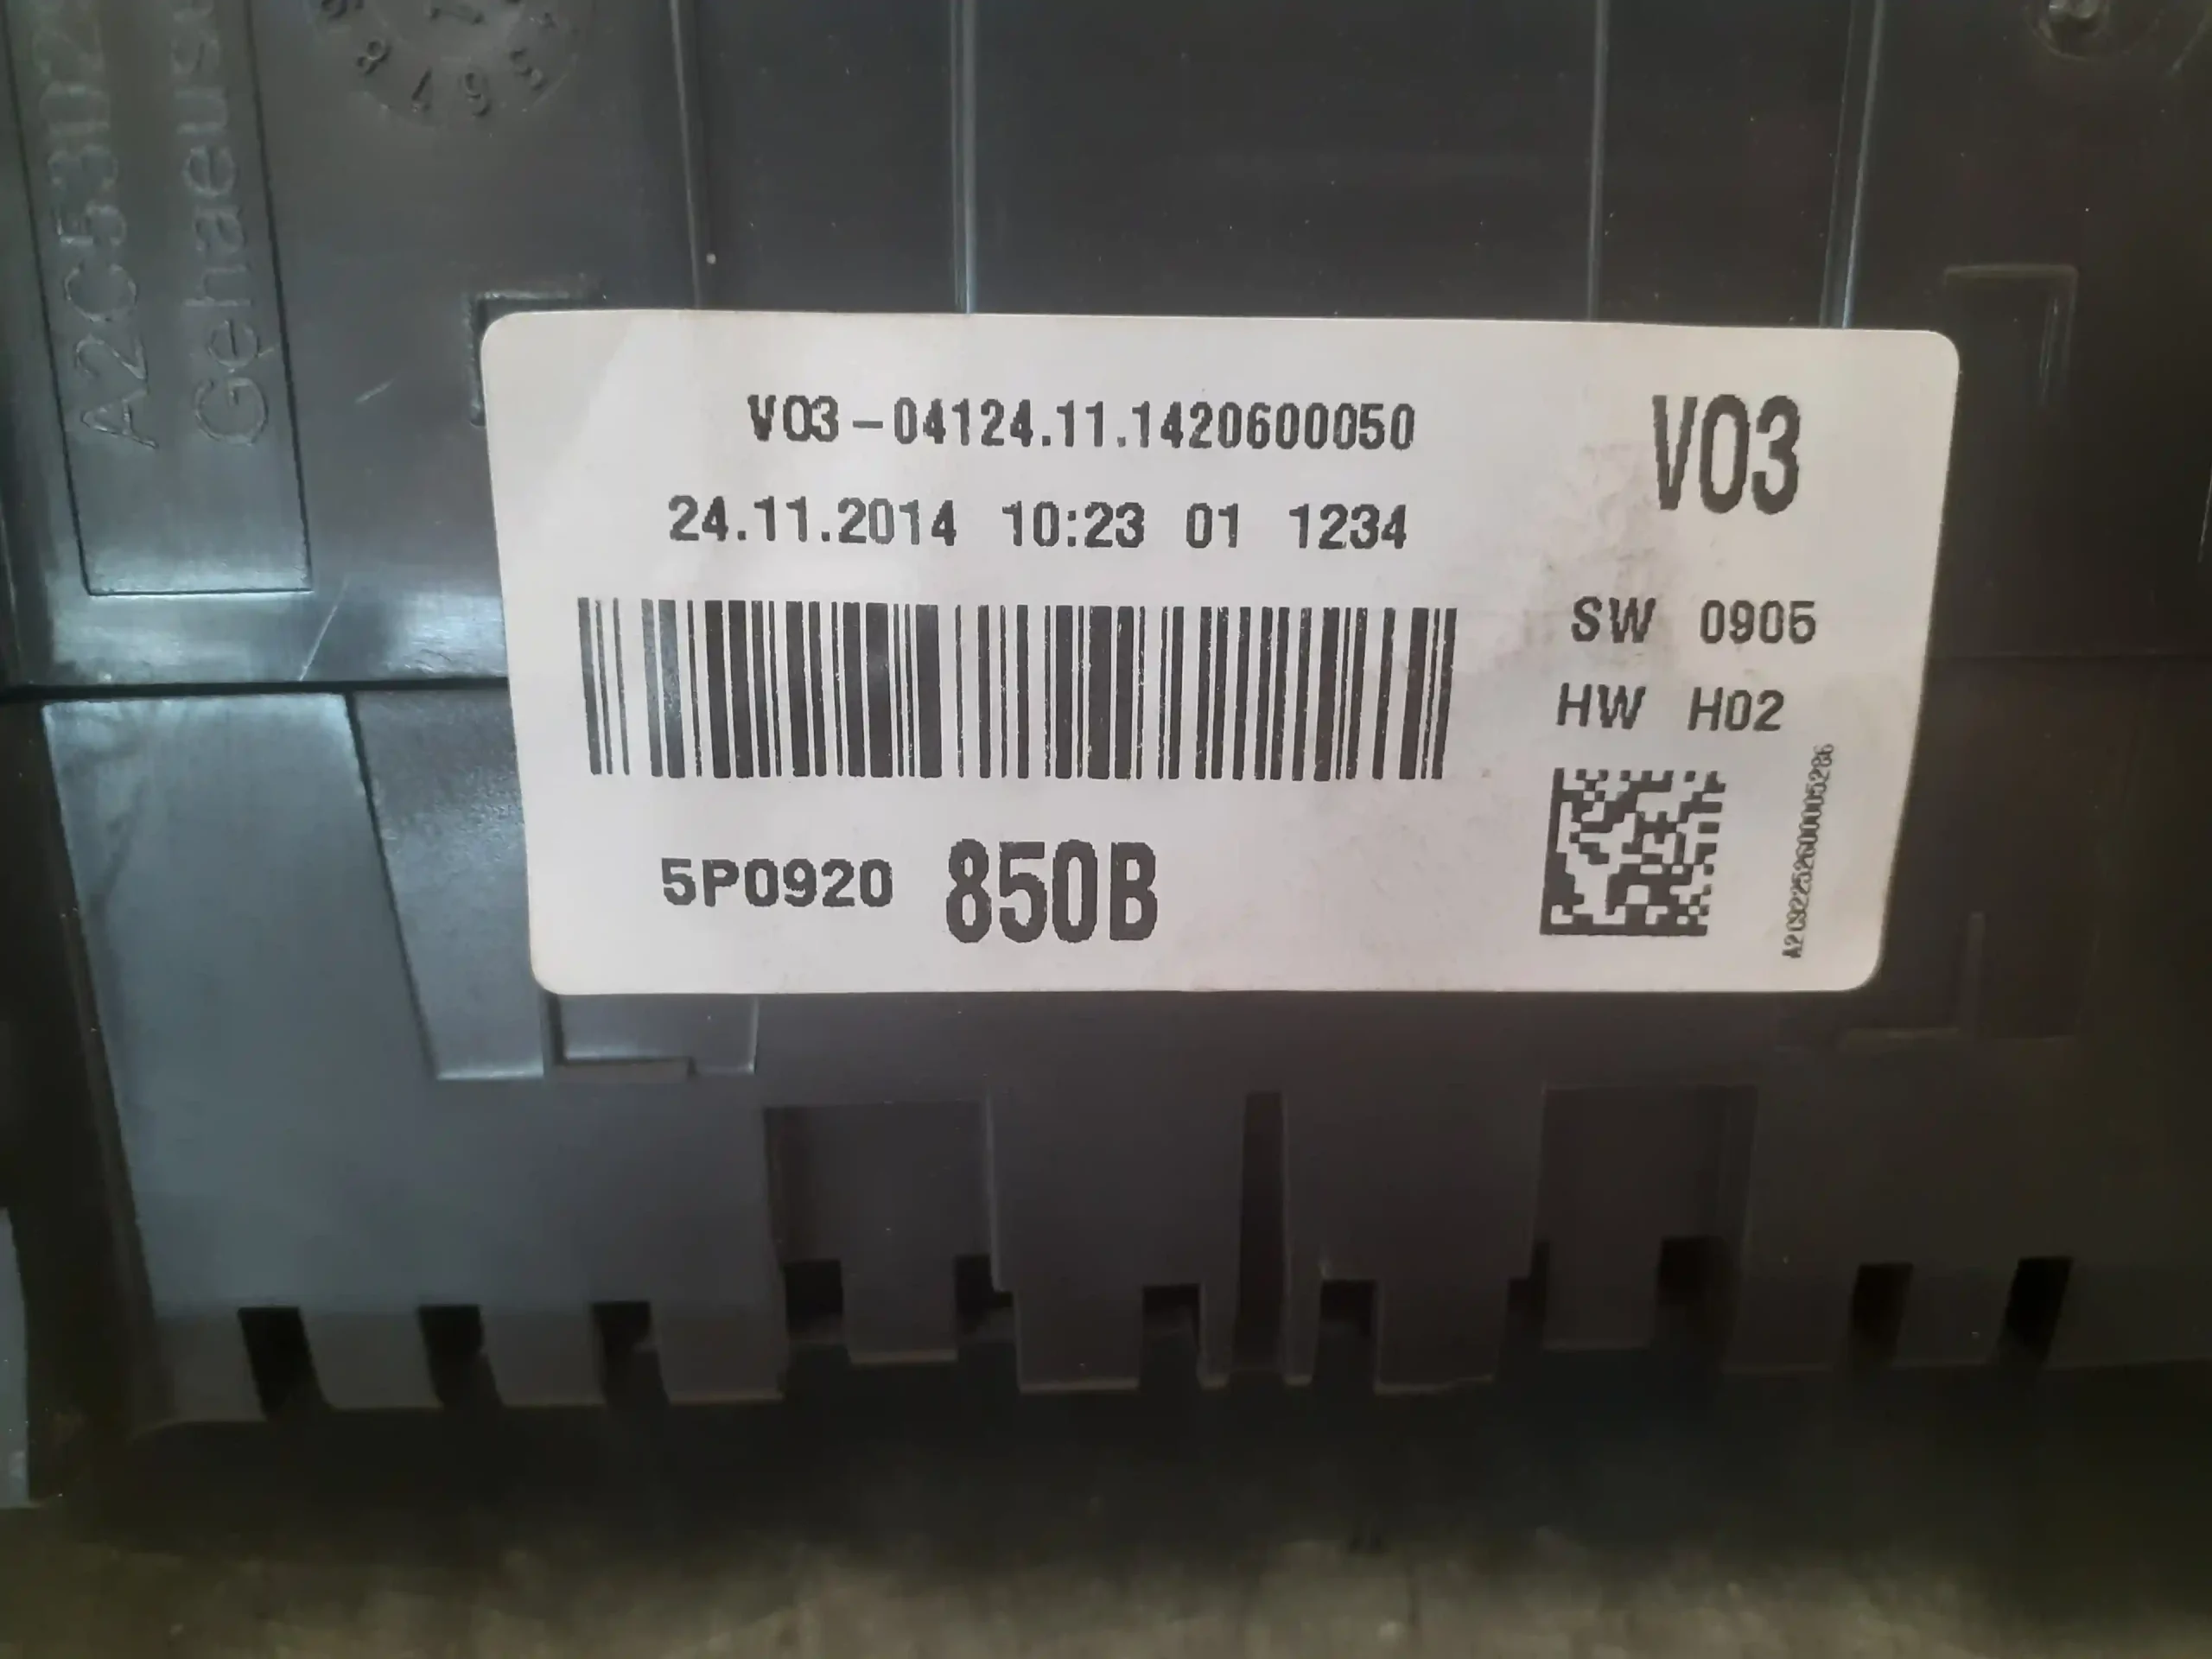 Gehaeuse
V03-04124.11.1420600050
24.11.2014 10:23 01 1234
V03
SW 0905
HW H02
5P0920 850B